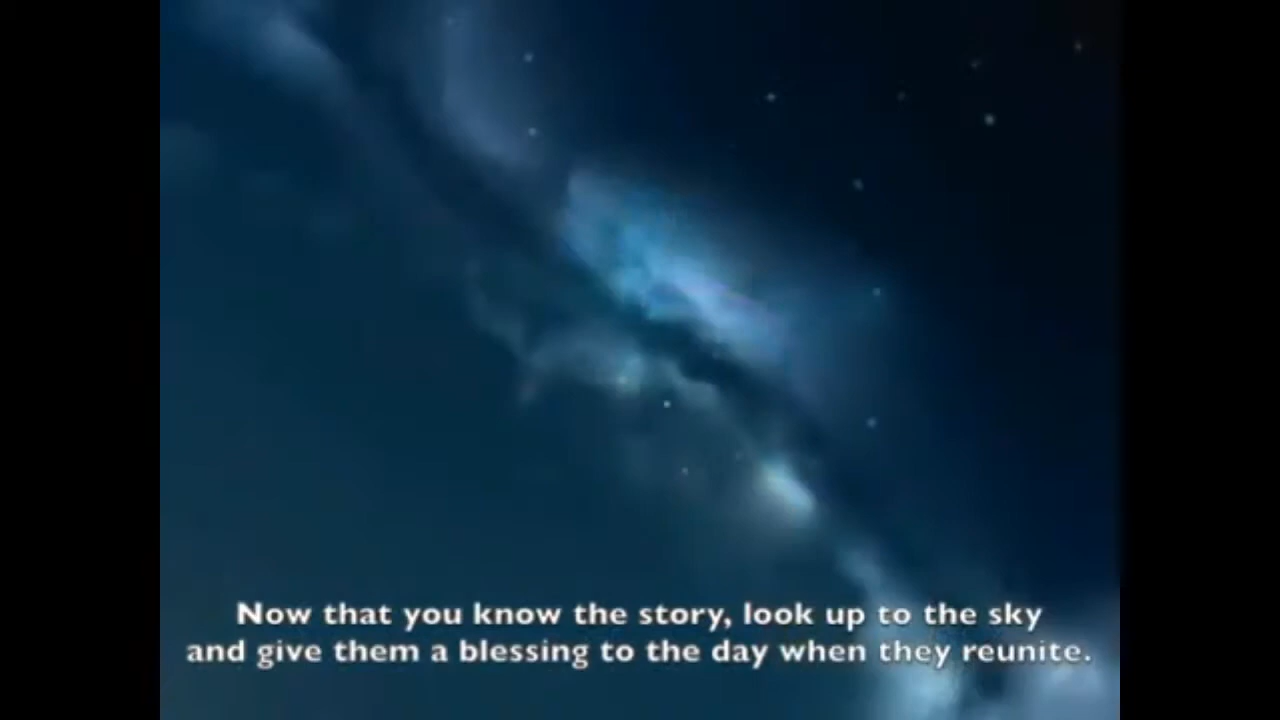 Now that you know the story, look up to the sky
and give them a blessing to the day when they reunite.